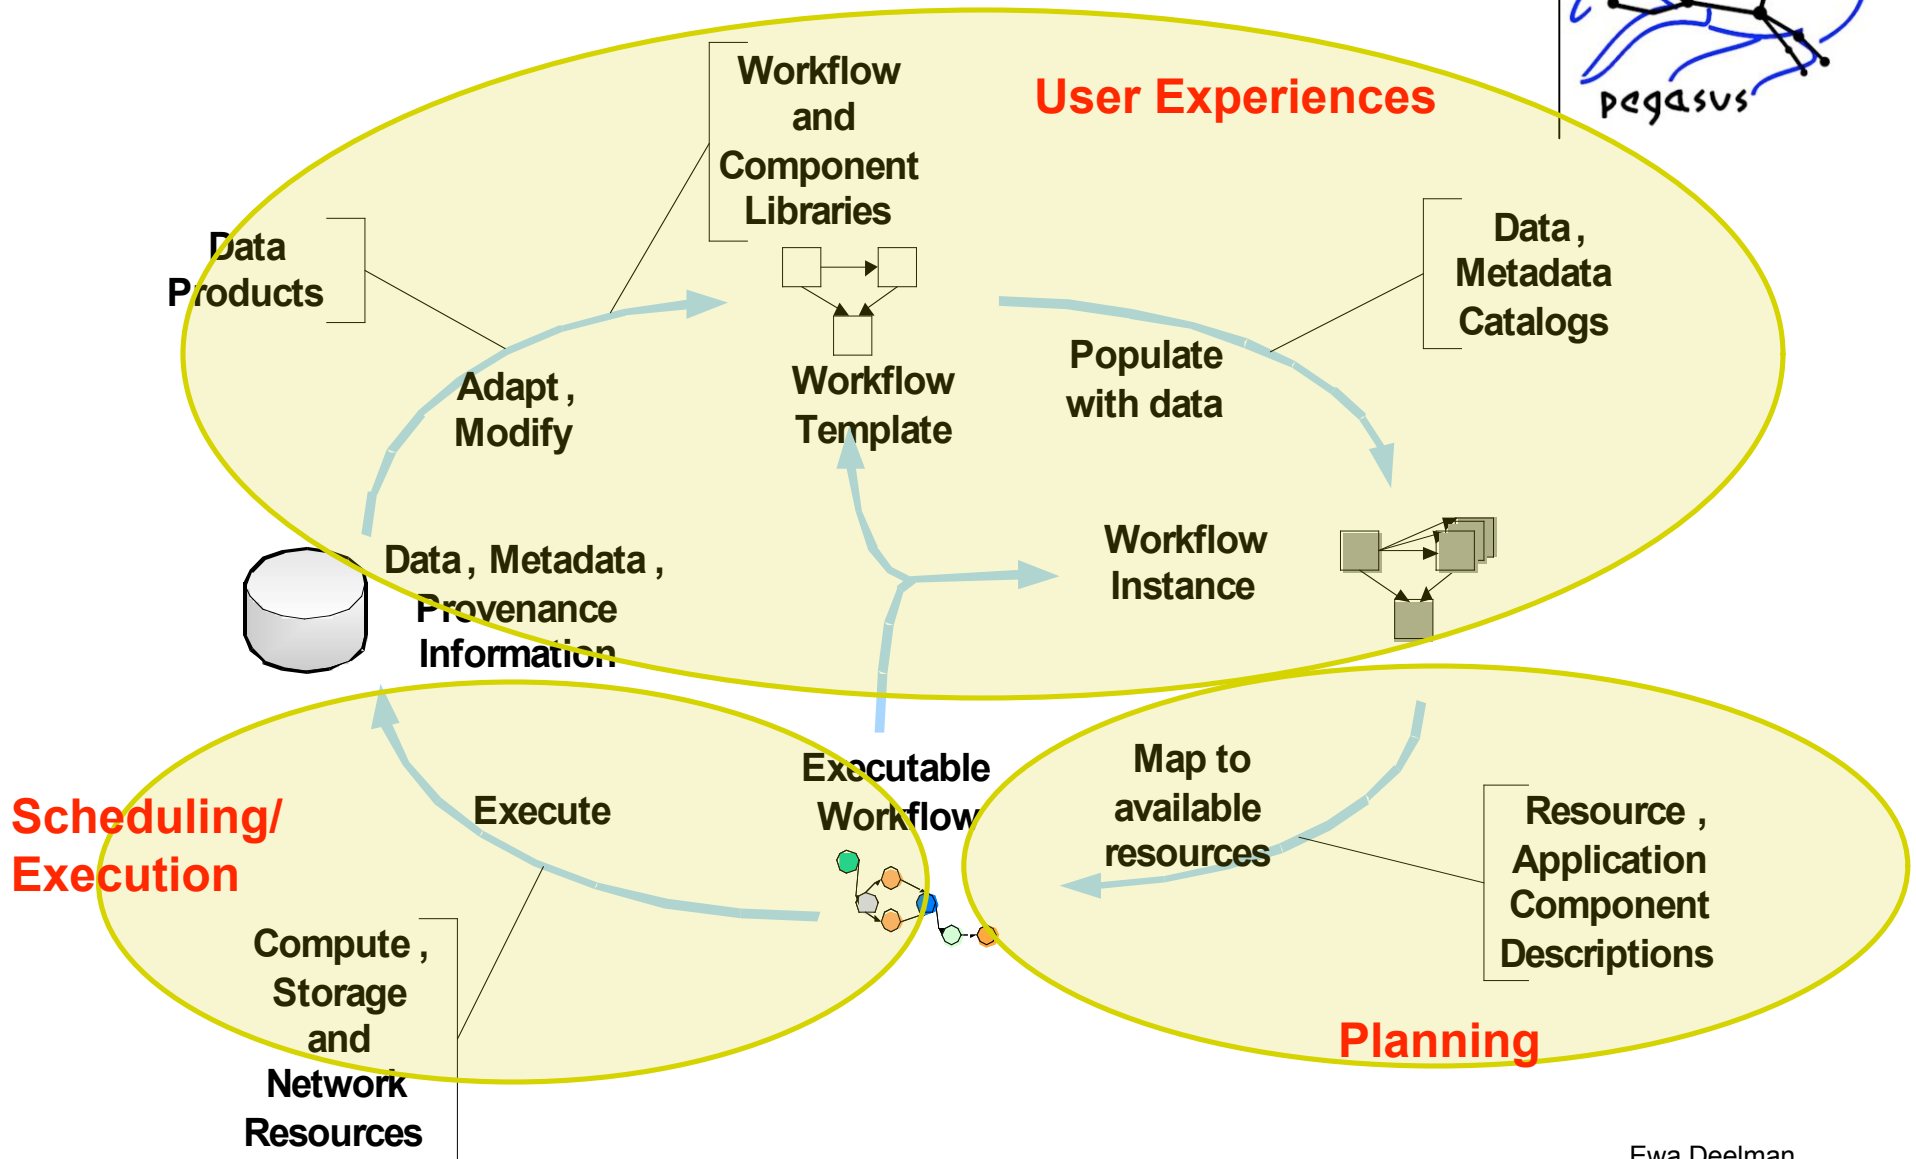 pegasus
User Experiences
Workflow
and
Component
Libraries
Data
Products
Data,
Metadata
Catalogs
Adapt,
Modify
Workflow
Template
Populate
with data
Data, Metadata,
Provenance
Information
Workflow
Instance
Scheduling/
Execution
Execute
Executable
Workflow
Map to
available
resources
Resource,
Application
Component
Descriptions
Compute,
Storage
and
Network
Resources
Planning
Ewa Deelman